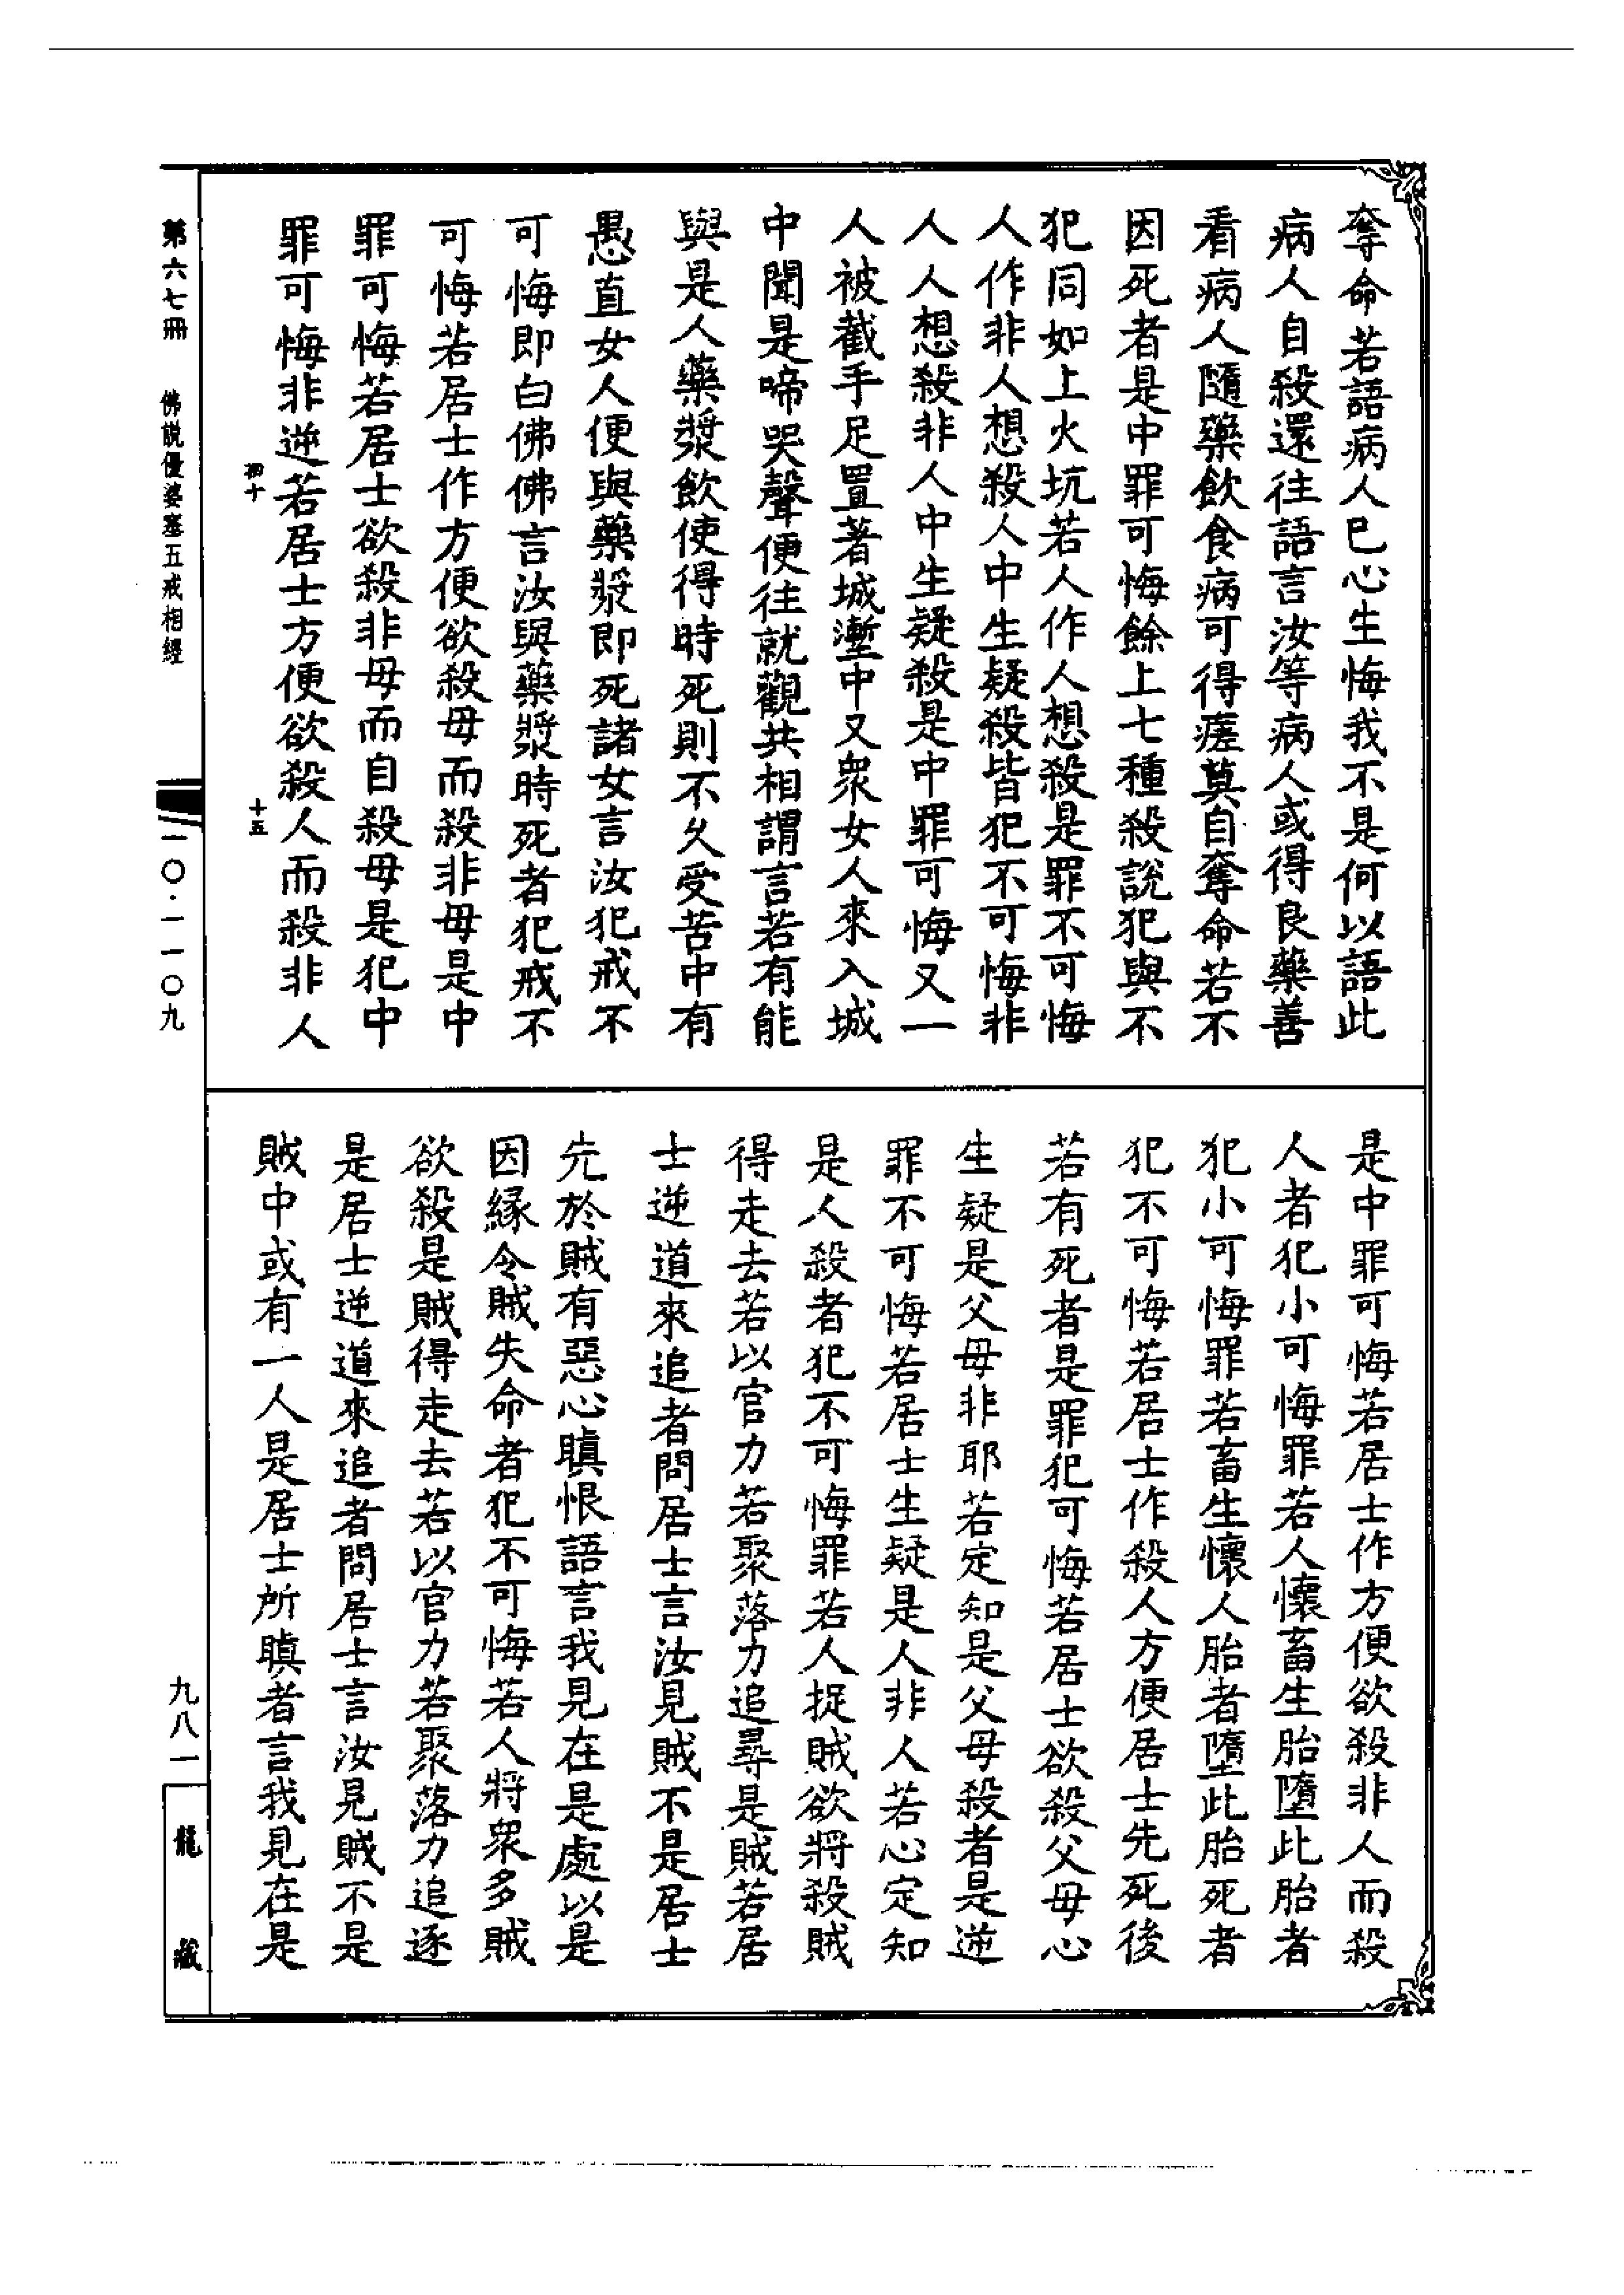 奪命若語病人已心生悔我不是何以語此
病人自殺還往語言汝等病人或得良藥善
看病人隨藥飲食病可得瘥莫自奪命若不
因死者是中罪可悔餘上七種殺說犯與不
犯同如上火坑若人作人想殺是罪不可悔
人作非人想殺人中生疑殺皆犯不可悔非
人人想殺非人中生疑殺是中罪可悔又一
人被截手足置著城塹中又衆女人來入城
中聞是啼哭聲便往就觀共相謂言若有能
與是人藥漿飲使得時死則不久受苦中有
愚直女人便與藥漿即死諸女言汝犯戒不
可悔即白佛佛言汝與藥漿時死者犯戒不
可悔若居士作方便欲殺母而殺非母是中
罪可悔若居士欲殺非母而自殺母是犯中
罪可悔非逆若居士方便欲殺人而殺非人
初十
十五
是中罪可悔若居士作方便欲殺非人而殺
人者犯小可悔罪若人懷畜生胎墮此胎者
犯小可悔罪若畜生懷人胎者墮此胎死者
犯不可悔若居士作殺人方便居士先死後
若有死者是罪犯可悔若居士欲殺父母心
生疑是父母非耶若定知是父母殺者是逆
罪不可悔若居士生疑是人非人若心定知
是人殺者犯不可悔罪若人捉賊欲將殺賊
得走去若以官力若聚落力追尋是賊若居
士逆道來追者問居士言汝見賊不是居士
先於賊有惡心瞋恨語言我見在是處以是
因緣令賊失命者犯不可悔若人將衆多賊
欲殺是賊得走去若以官力若聚落力追逐
是居士逆道來追者問居士言汝見賊不是
賊中或有一人是居士所瞋者言我見在是
第六七冊
佛說優婆塞五戒相經
一〇·一一〇九
九八一
龍藏